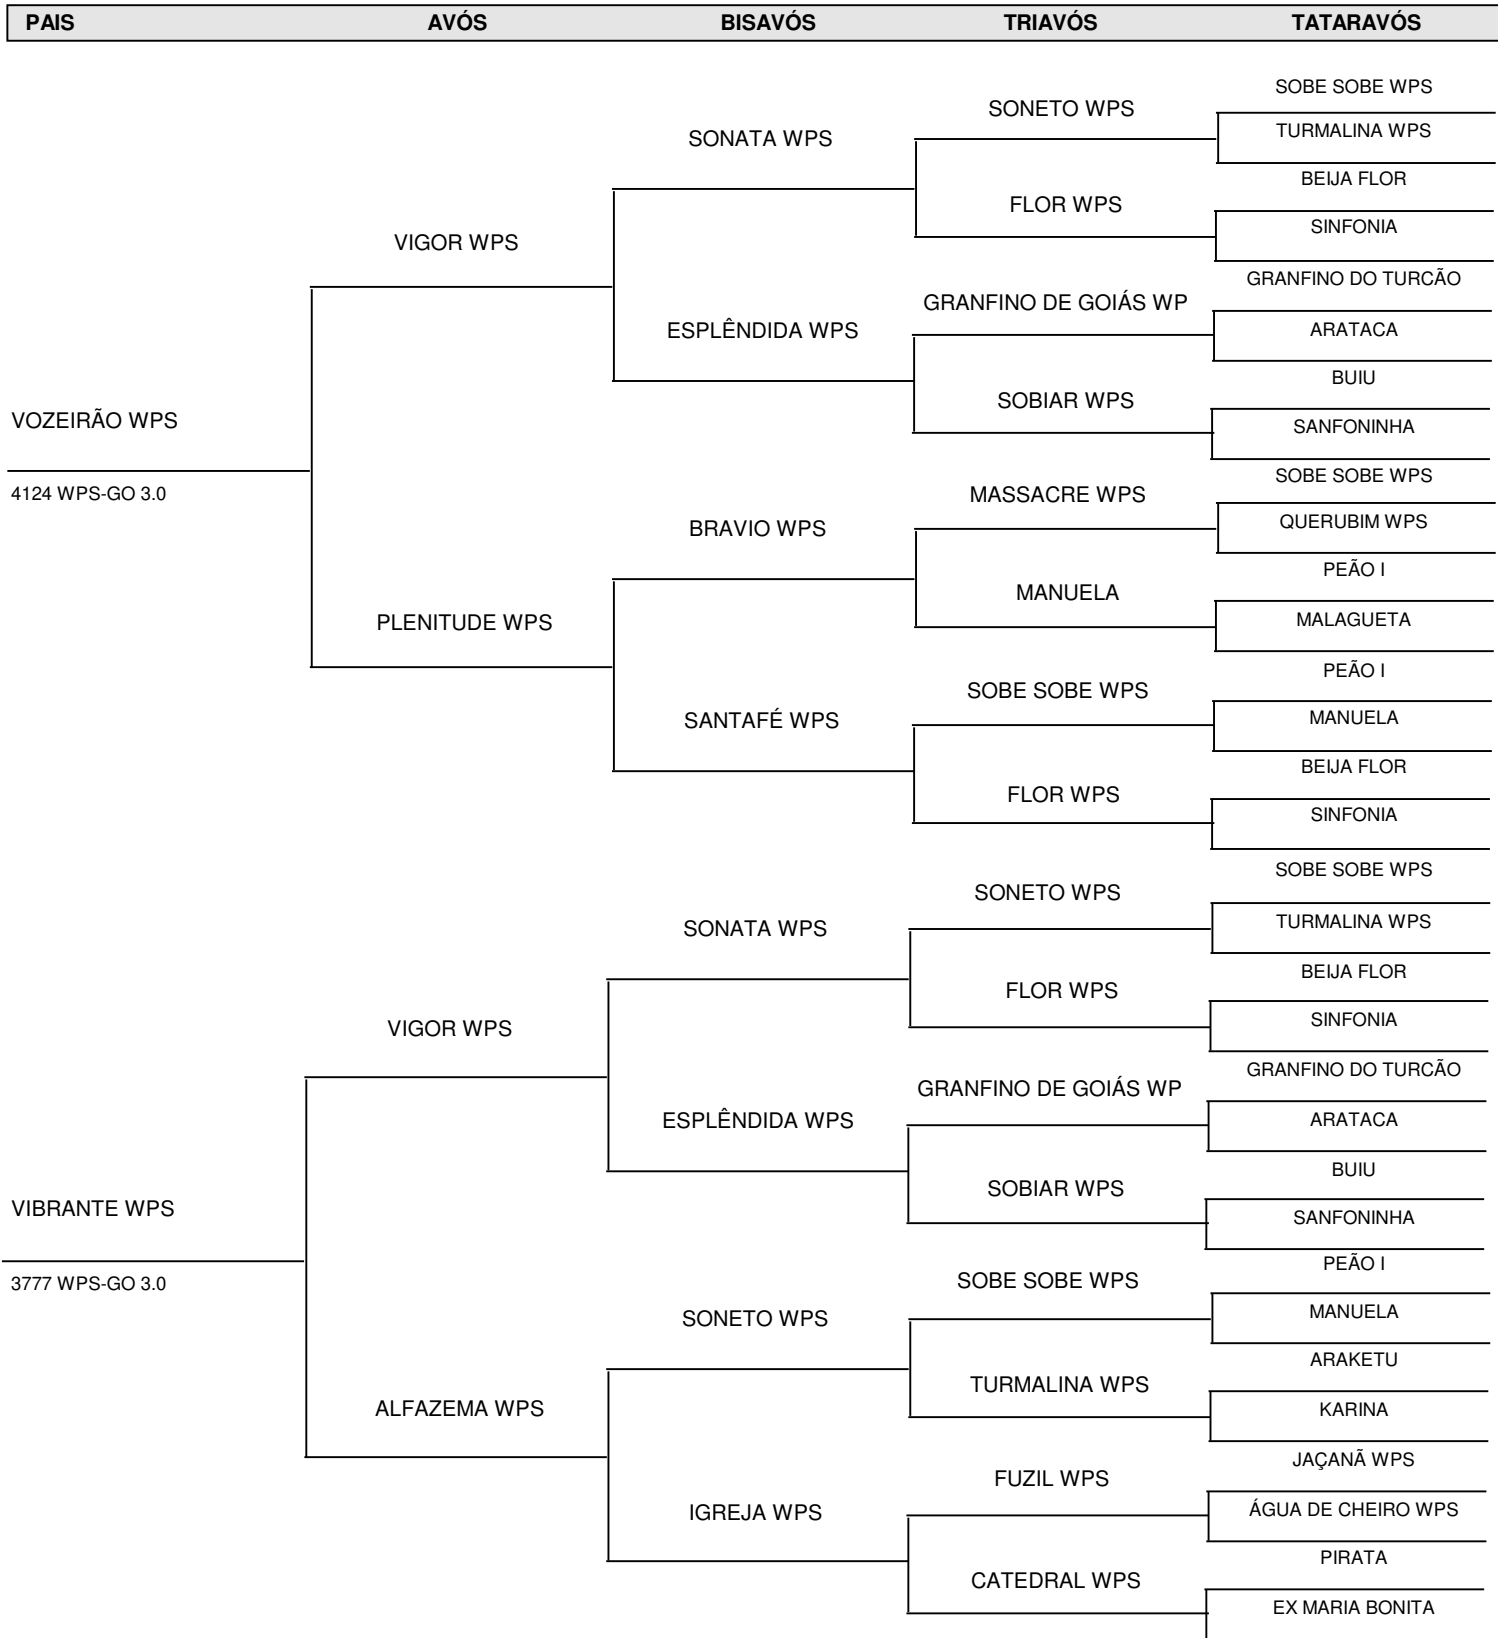 PAIS AVÓS BISAVÓS TRIAVÓS TATARAVÓS
SOBE SOBE WPS
SONETO WPS
TURMALINA WPS
SONATA WPS
BEIJA FLOR
FLOR WPS
SINFONIA
VIGOR WPS
GRANFINO DO TURCÃO
GRANFINO DE GOIÁS WP
ARATACA
ESPLÊNDIDA WPS
BUIU
SOBIAR WPS
SANFONINHA
VOZEIRÃO WPS
4124 WPS-GO 3.0
SOBE SOBE WPS
MASSACRE WPS
QUERUBIM WPS
BRAVIO WPS
PEÃO I
MANUELA
MALAGUETA
PLENITUDE WPS
PEÃO I
SOBE SOBE WPS
MANUELA
SANTAFÉ WPS
BEIJA FLOR
FLOR WPS
SINFONIA
SOBE SOBE WPS
SONETO WPS
TURMALINA WPS
SONATA WPS
BEIJA FLOR
FLOR WPS
SINFONIA
VIGOR WPS
GRANFINO DO TURCÃO
GRANFINO DE GOIÁS WP
ARATACA
ESPLÊNDIDA WPS
BUIU
SOBIAR WPS
SANFONINHA
VIBRANTE WPS
3777 WPS-GO 3.0
PEÃO I
SOBE SOBE WPS
MANUELA
SONETO WPS
ARAKETU
TURMALINA WPS
KARINA
ALFAZEMA WPS
JAÇANÃ WPS
FUZIL WPS
ÁGUA DE CHEIRO WPS
IGREJA WPS
PIRATA
CATEDRAL WPS
EX MARIA BONITA